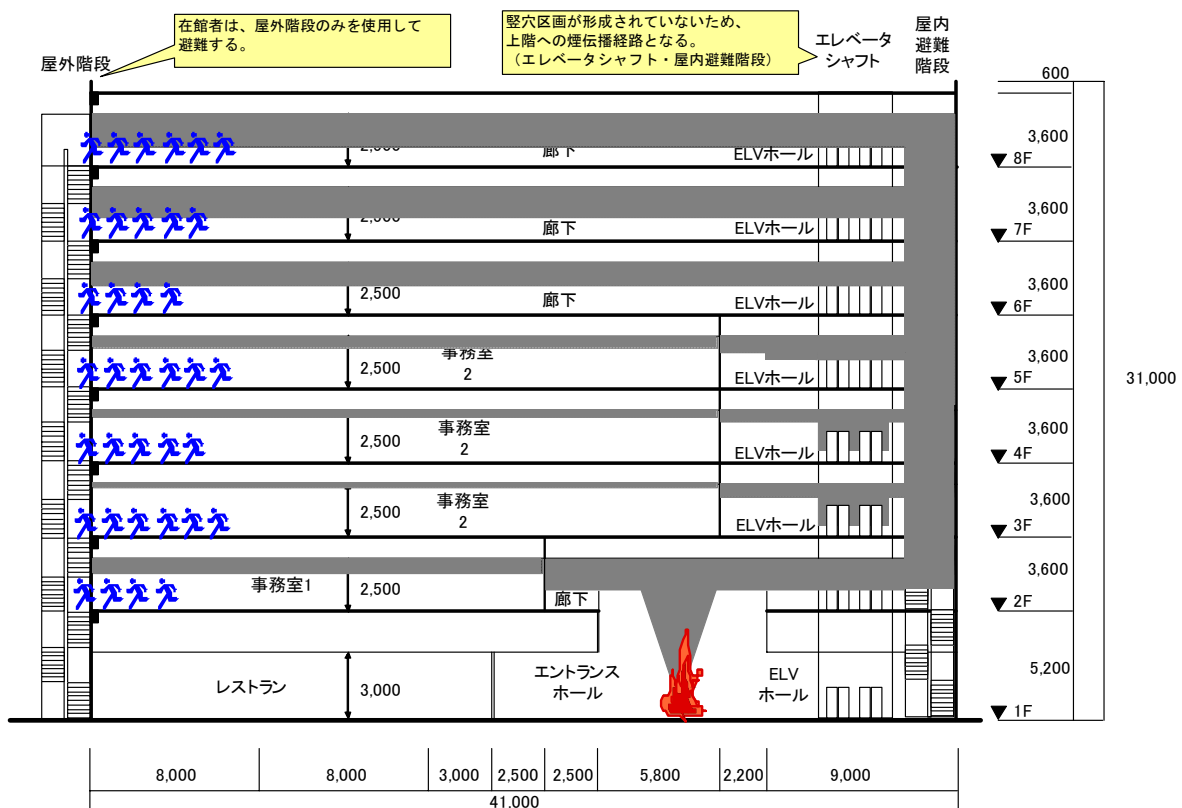 在館者は、屋外階段のみを使用して
避難する。
竪穴区画が形成されていないため、
上階への煙伝播経路となる。
（エレベータシャフト・屋内避難階段）
屋外階段
エレベータ
シャフト
屋内
避難
階段
600
3,600
廊下
ELVホール
8F
3,600
廊下
ELVホール
7F
3,600
2,500
廊下
ELVホール
6F
3,600
2,500
事務室
2
ELVホール
5F
31,000
3,600
2,500
事務室
2
ELVホール
4F
3,600
2,500
事務室
2
ELVホール
3F
3,600
2,500
事務室1
廊下
2F
5,200
レストラン
3,000
エントランス
ホール
ELV
ホール
1F
8,000
8,000
3,000
2,500
2,500
5,800
2,200
9,000
41,000